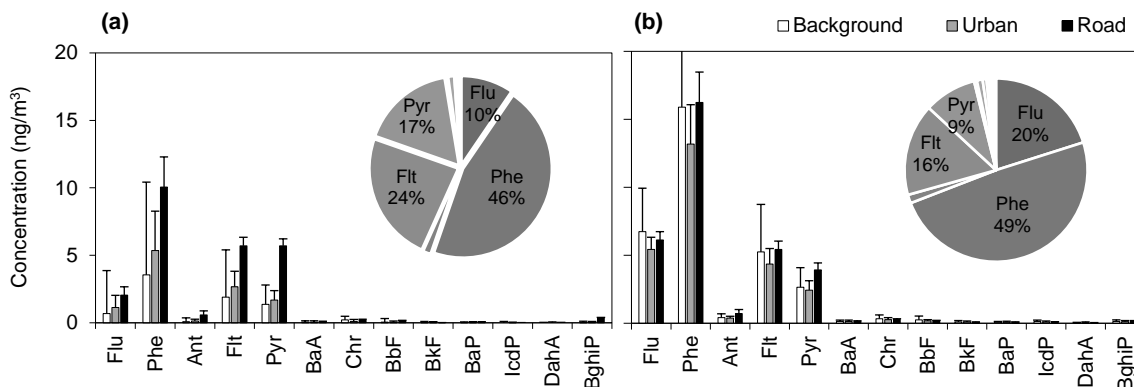 (a)
(b)
Background
Urban
Road
Concentration (ng/m³)
20
15
10
5
0
Pyr
17%
Flu
10%
Flt
24%
Phe
46%
Pyr
9%
Flu
20%
Flt
16%
Phe
49%
Flu
Phe
Ant
Flt
Pyr
BaA
Chr
BbF
BkF
BaP
IcdP
DahA
BghiP
Flu
Phe
Ant
Flt
Pyr
BaA
Chr
BbF
BkF
BaP
IcdP
DahA
BghiP